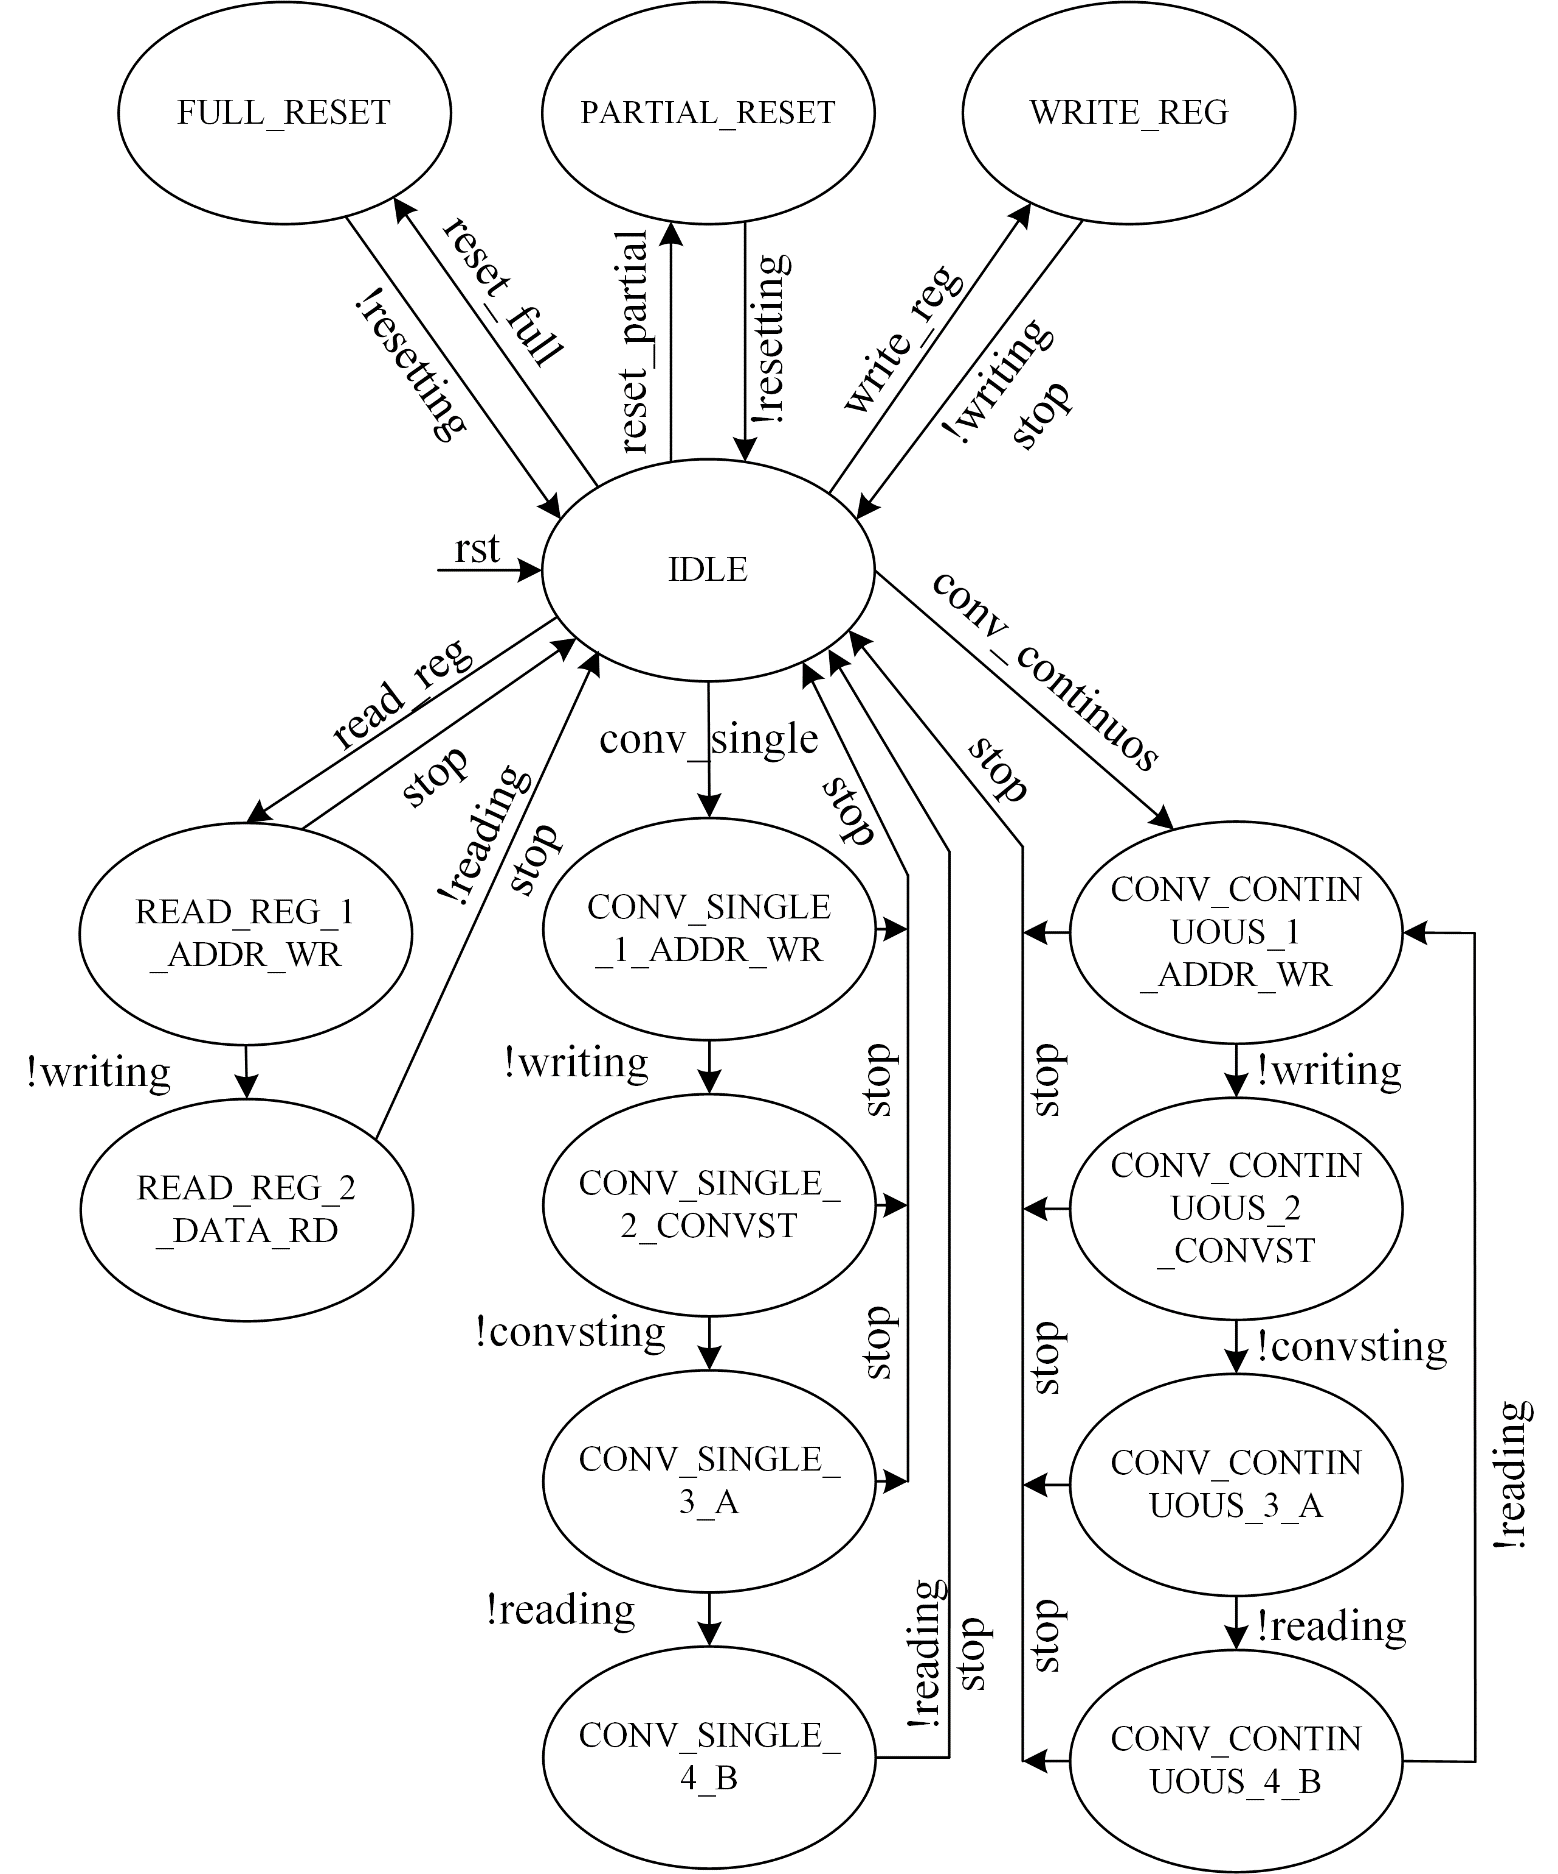 FULL_RESET
PARTIAL_RESET
WRITE_REG
reset_full
!resetting
reset_partial
!resetting
write_reg
!writing
stop
rst
IDLE
conv_continuos
read_reg
stop
!reading
stop
conv_single
stop
stop
READ_REG_1
_ADDR_WR
CONV_SINGLE
_1_ADDR_WR
CONV_CONTIN
UOUS_1
_ADDR_WR
!writing
!writing
stop
stop
!writing
READ_REG_2
_DATA_RD
CONV_SINGLE_
2_CONVST
CONV_CONTIN
UOUS_2
_CONVST
!convsting
stop
stop
!convsting
CONV_SINGLE_
3_A
CONV_CONTIN
UOUS_3_A
!reading
!reading
!reading
stop
stop
!reading
CONV_SINGLE_
4_B
CONV_CONTIN
UOUS_4_B